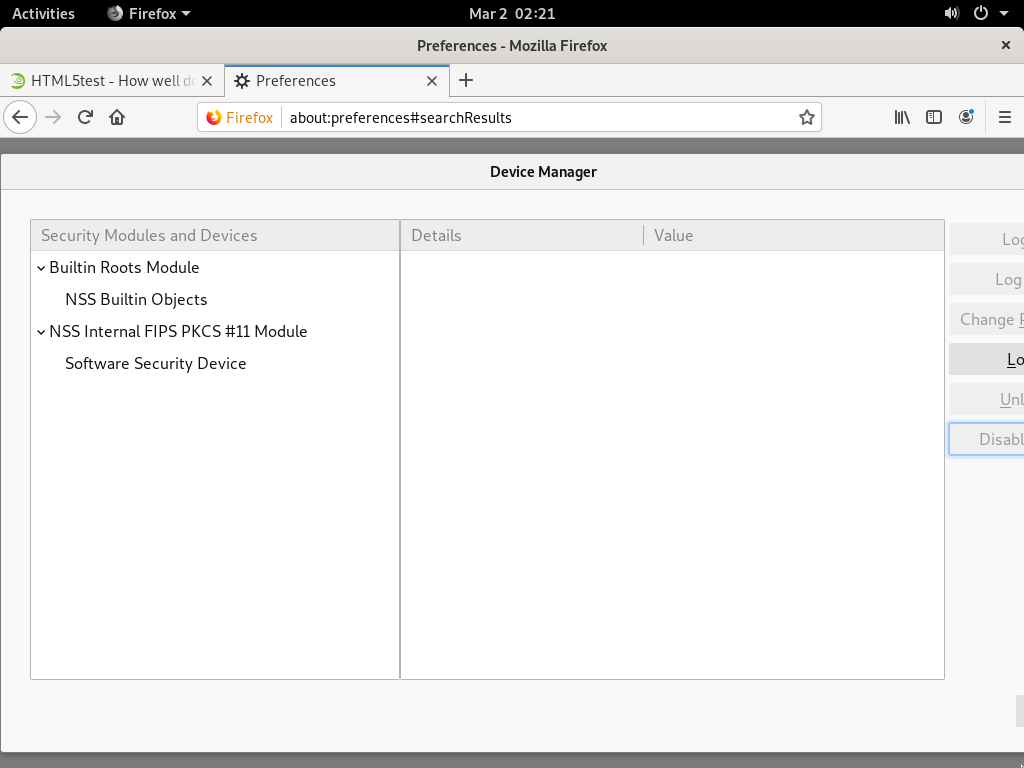 Activities Firefox Mar 2 02:21
Preferences - Mozilla Firefox
HTML5test - How well do Preferences
Firefox about:preferences#searchResults
Device Manager
Security Modules and Devices Details Value
Builtin Roots Module
NSS Builtin Objects
NSS Internal FIPS PKCS #11 Module
Software Security Device
Log
Log
Change P
Lo
Unl
Disabl